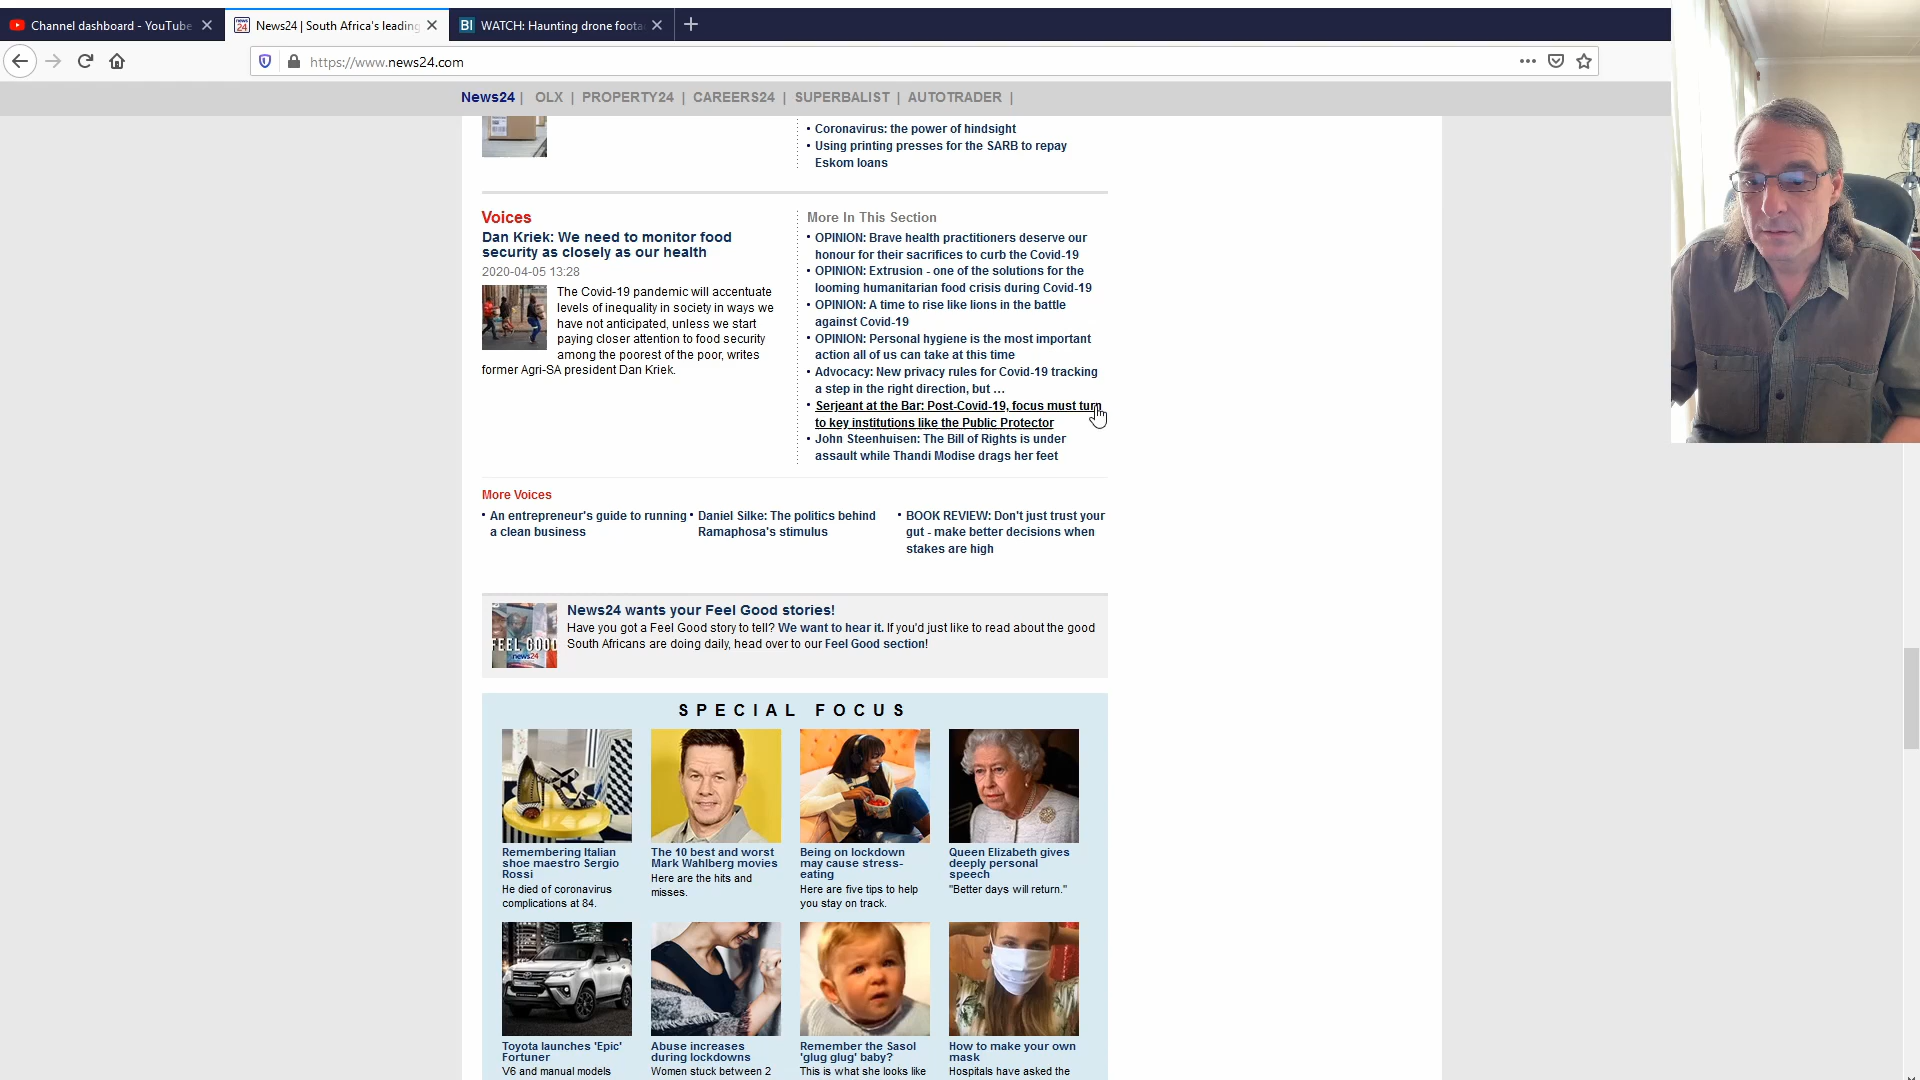 Channel dashboard - YouTube
News24 | South Africa's leading
BI WATCH: Haunting drone foota
https://www.news24.com
News24 | OLX | PROPERTY24 | CAREERS24 | SUPERBALIST | AUTOTRADER |
• Coronavirus: the power of hindsight
• Using printing presses for the SARB to repay
Eskom loans
Voices
Dan Kriek: We need to monitor food
security as closely as our health
2020-04-05 13:28
The Covid-19 pandemic will accentuate
levels of inequality in society in ways we
have not anticipated, unless we start
paying closer attention to food security
among the poorest of the poor, writes
former Agri-SA president Dan Kriek.
More In This Section
• OPINION: Brave health practitioners deserve our
honour for their sacrifices to curb the Covid-19
• OPINION: Extrusion - one of the solutions for the
looming humanitarian food crisis during Covid-19
• OPINION: A time to rise like lions in the battle
against Covid-19
• OPINION: Personal hygiene is the most important
action all of us can take at this time
• Advocacy: New privacy rules for Covid-19 tracking
a step in the right direction, but ...
• Serjeant at the Bar: Post-Covid-19, focus must turn
to key institutions like the Public Protector
• John Steenhuisen: The Bill of Rights is under
assault while Thandi Modise drags her feet
More Voices
• An entrepreneur's guide to running
a clean business
• Daniel Silke: The politics behind
Ramaphosa's stimulus
• BOOK REVIEW: Don't just trust your
gut - make better decisions when
stakes are high
FEEL GOOD
news24
News24 wants your Feel Good stories!
Have you got a Feel Good story to tell? We want to hear it. If you'd just like to read about the good
South Africans are doing daily, head over to our Feel Good section!
SPECIAL FOCUS
Remembering Italian
shoe maestro Sergio
Rossi
He died of coronavirus
complications at 84.
The 10 best and worst
Mark Wahlberg movies
Here are the hits and
misses.
Being on lockdown
may cause stress-
eating
Here are five tips to help
you stay on track.
Queen Elizabeth gives
deeply personal
speech
"Better days will return."
Toyota launches 'Epic'
Fortuner
V6 and manual models
Abuse increases
during lockdowns
Women stuck between 2
Remember the Sasol
'glug glug' baby?
This is what she looks like
How to make your own
mask
Hospitals have asked the